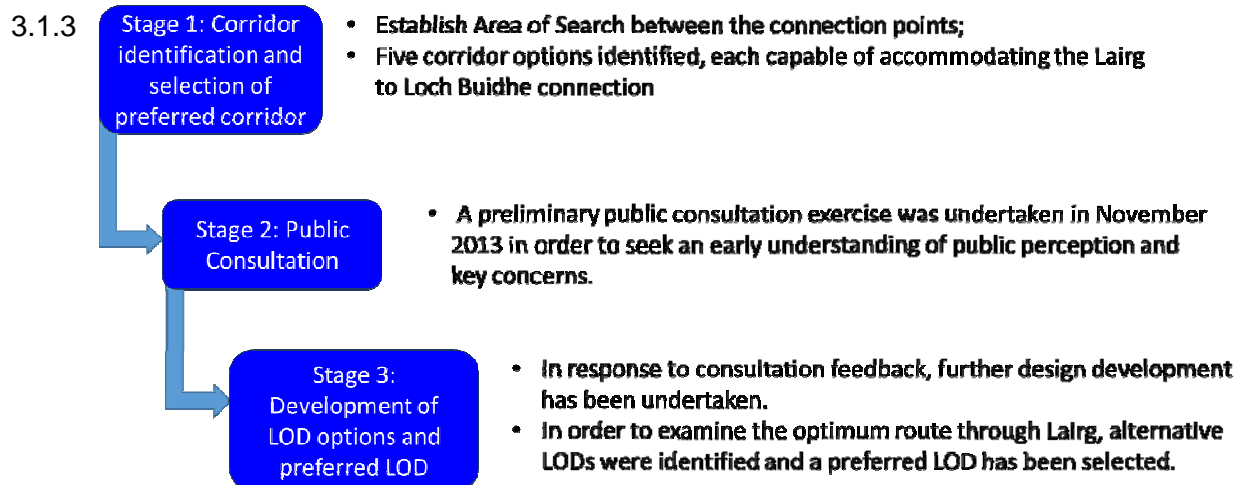 3.1.3
Stage 1: Corridor
identification and
selection of
preferred corridor
• Establish Area of Search between the connection points;
• Five corridor options identified, each capable of accommodating the Lairg
to Loch Buidhe connection
Stage 2: Public
Consultation
• A preliminary public consultation exercise was undertaken in November
2013 in order to seek an early understanding of public perception and
key concerns.
Stage 3:
Development of
LOD options and
preferred LOD
• In response to consultation feedback, further design development
has been undertaken.
• In order to examine the optimum route through Lairg, alternative
LODs were identified and a preferred LOD has been selected.